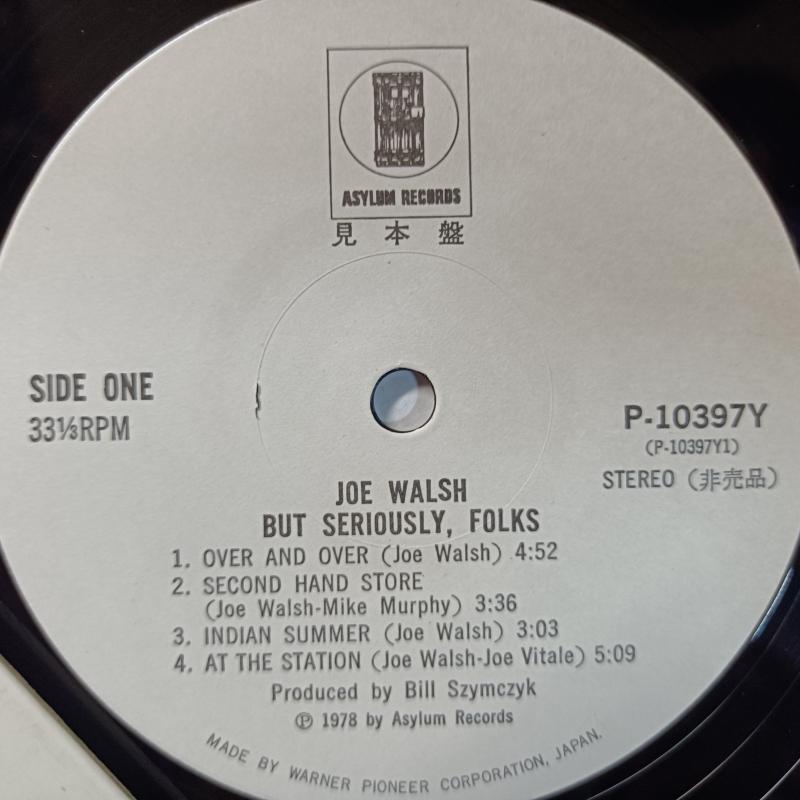 ASYLUM RECORDS
見本盤
SIDE ONE
33⅓RPM
P-10397Y
(P-10397Y1)
STEREO (非売品)
JOE WALSH
BUT SERIOUSLY, FOLKS
1. OVER AND OVER (Joe Walsh) 4:52
2. SECOND HAND STORE
(Joe Walsh-Mike Murphy) 3:36
3. INDIAN SUMMER (Joe Walsh) 3:03
4. AT THE STATION (Joe Walsh-Joe Vitale) 5:09
Produced by Bill Szymczyk
Ⓟ 1978 by Asylum Records
MADE BY WARNER PIONEER CORPORATION, JAPAN.